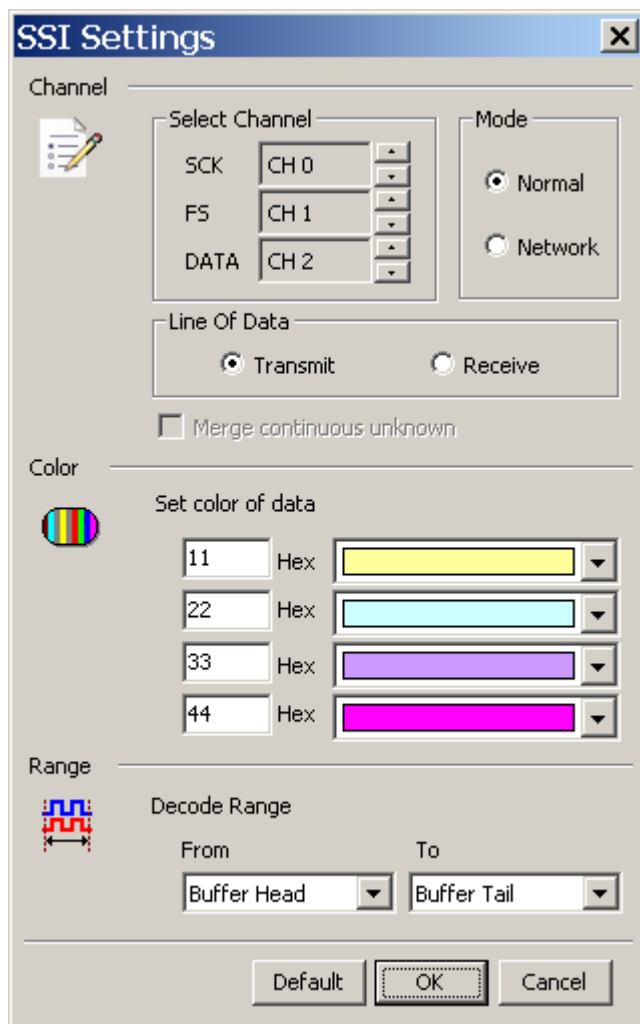 SSI Settings
Channel
Select Channel
Mode
SCK CH 0
FS CH 1
DATA CH 2
Normal
Network
Line Of Data
Transmit Receive
Merge continuous unknown
Color
Set color of data
11 Hex
22 Hex
33 Hex
44 Hex
Range
Decode Range
From To
Buffer Head Buffer Tail
Default OK Cancel